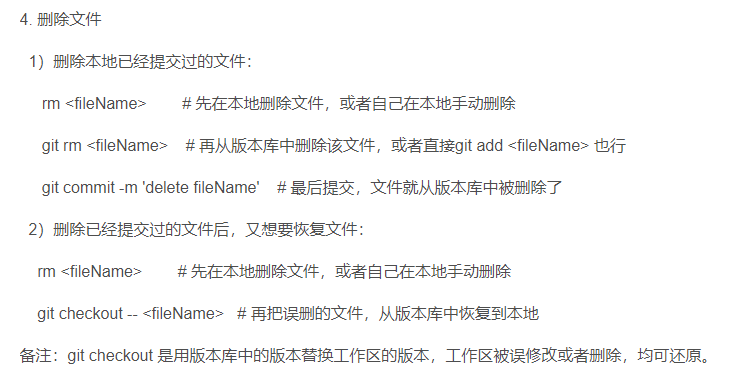 4. 删除文件
1）删除本地已经提交过的文件：
rm <fileName> # 先在本地删除文件，或者自己在本地手动删除
git rm <fileName> # 再从版本库中删除该文件，或者直接git add <fileName> 也行
git commit -m 'delete fileName' # 最后提交，文件就从版本库中被删除了
2）删除已经提交过的文件后，又想要恢复文件：
rm <fileName> # 先在本地删除文件，或者自己在本地手动删除
git checkout -- <fileName> # 再把误删的文件，从版本库中恢复到本地
备注：git checkout 是用版本库中的版本替换工作区的版本，工作区被误修改或者删除，均可还原。